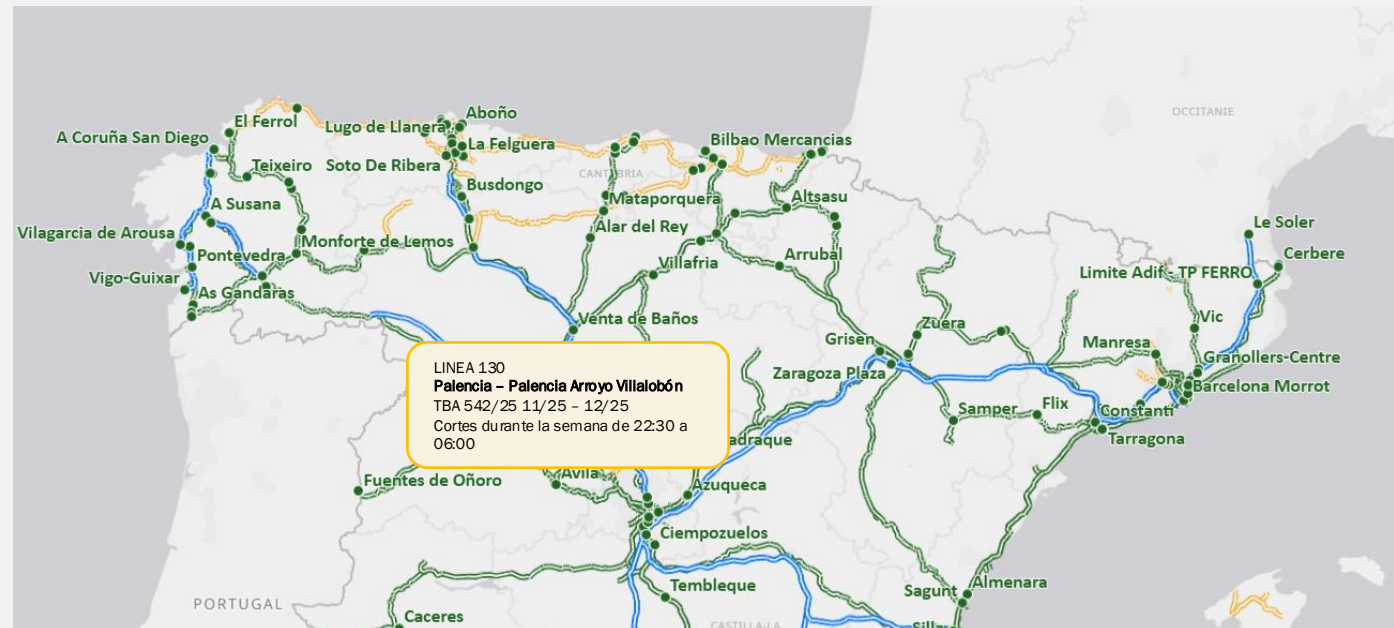 OCCITANIE
Aboño
El Ferrol
Lugo de Llanera
A Coruña San Diego
La Felguera
Bilbao Mercancias
Teixeiro
Soto De Ribera
CANTABRIA
Busdongo
A Susana
Mataporquera
Altsasu
Vilagarcia de Arousa
Alar del Rey
Le Soler
Pontevedra
Monforte de Lemos
Arrubal
Cerbere
Villafria
Limite Adif - TP FERRO
Vigo-Guixar
As Gandaras
Venta de Baños
Zuera
Vic
Grisen
Manresa
Granollers-Centre
LINEA 130
Palencia – Palencia Arroyo Villalobón
TBA 542/25 11/25 – 12/25
Cortes durante la semana de 22:30 a
06:00
Zaragoza Plaza
Barcelona Morrot
Samper
Flix
Constanti
Tarragona
adraque
Avila
Fuentes de Oñoro
Azuqueca
Ciempozuelos
Tembleque
Almenara
Sagunt
PORTUGAL
Caceres
CASTILLA-LA
Silla